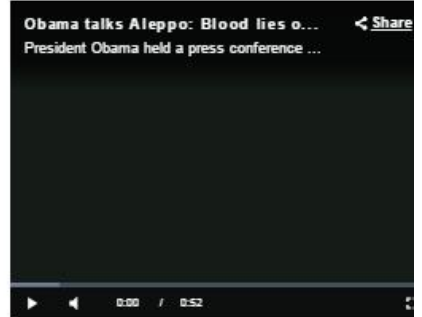 Obama talks Aleppo: Blood lies o... Share
President Obama held a press conference ...
0:00 / 0:52